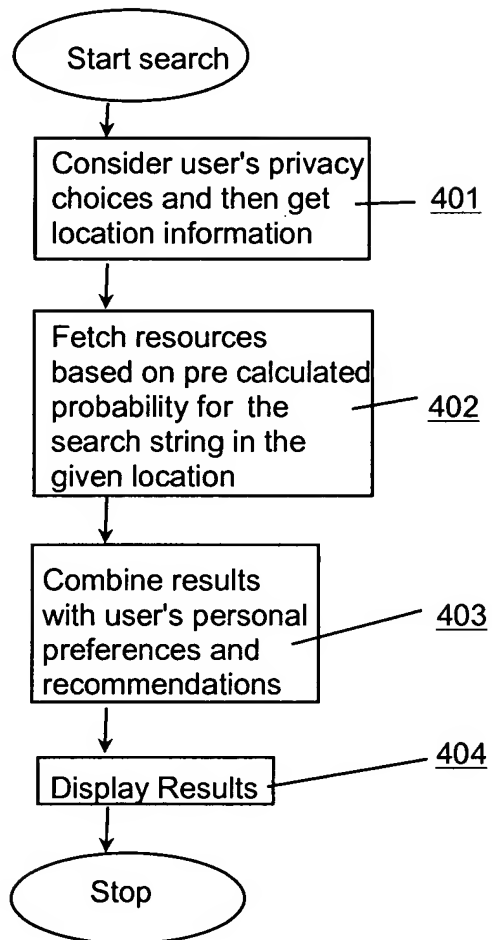 Start search
Consider user's privacy
choices and then get
location information
401
Fetch resources
based on pre calculated
probability for the
search string in the
given location
402
Combine results
with user's personal
preferences and
recommendations
403
Display Results
404
Stop